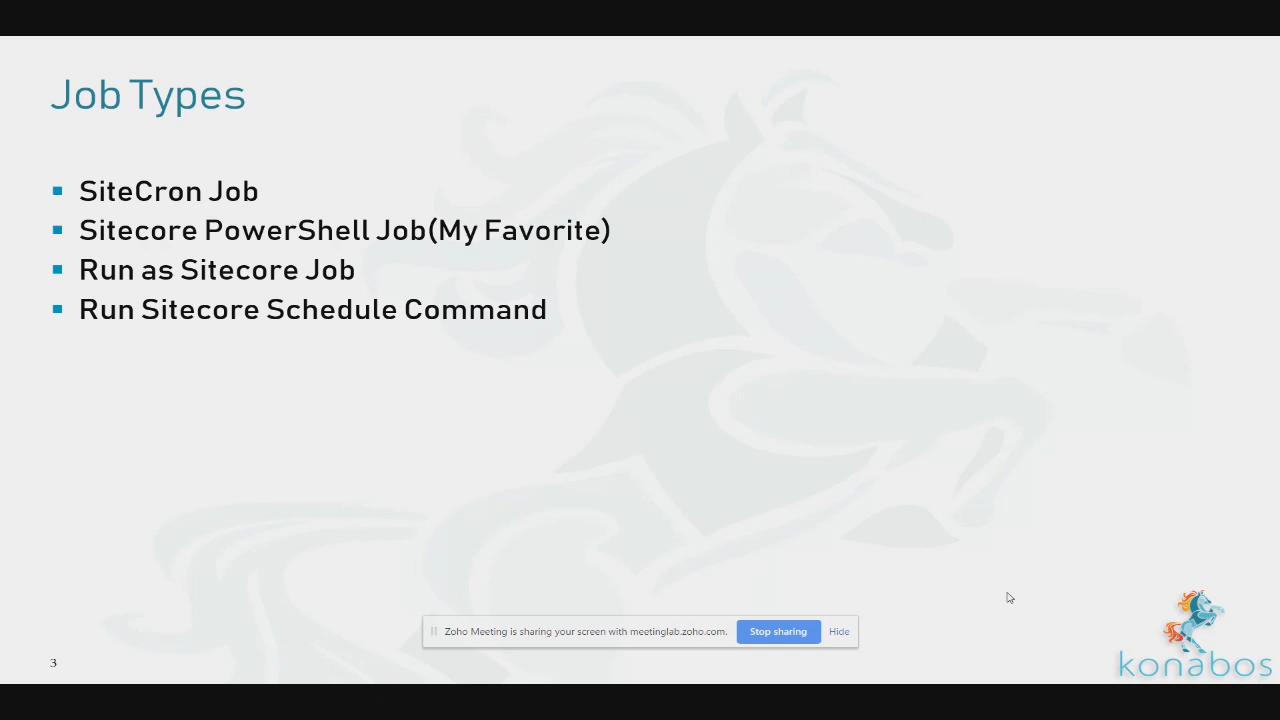 Job Types
SiteCron Job
Sitecore PowerShell Job(My Favorite)
Run as Sitecore Job
Run Sitecore Schedule Command
Zoho Meeting is sharing your screen with meetinglab.zoho.com. Stop sharing Hide
3
konabos